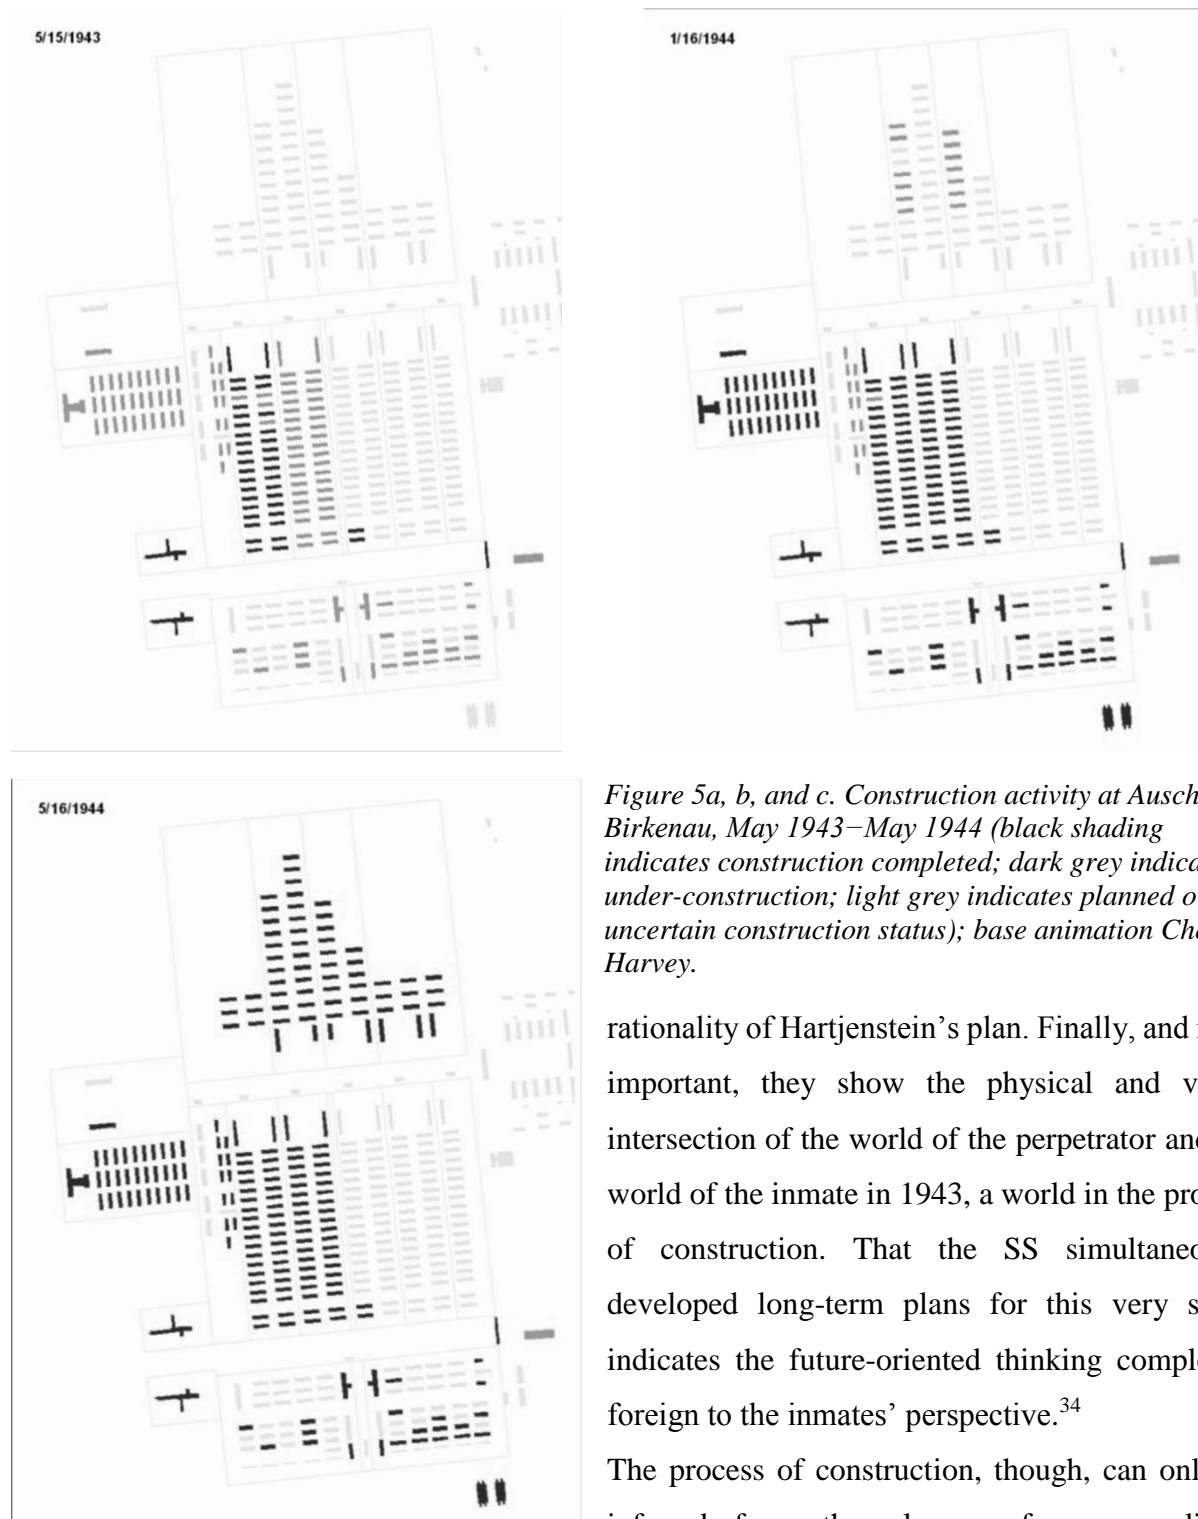 5/15/1943
1/16/1944
5/16/1944
Figure 5a, b, and c. Construction activity at Ausch
Birkenau, May 1943−May 1944 (black shading
indicates construction completed; dark grey indica
under-construction; light grey indicates planned o
uncertain construction status); base animation Che
Harvey.
rationality of Hartjenstein’s plan. Finally, and
important, they show the physical and v
intersection of the world of the perpetrator and
world of the inmate in 1943, a world in the pro
of construction. That the SS simultaneo
developed long-term plans for this very s
indicates the future-oriented thinking comple
foreign to the inmates’ perspective.34
The process of construction, though, can onl